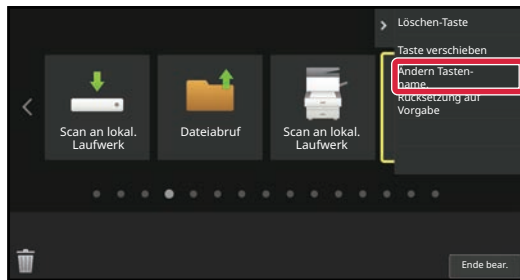 Löschen-Taste
Taste verschieben
Ändern Tasten-
name.
Rücksetzung auf
Vorgabe
Scan an lokal.
Laufwerk
Dateiabruf
Scan an lokal.
Laufwerk
Ende bear.